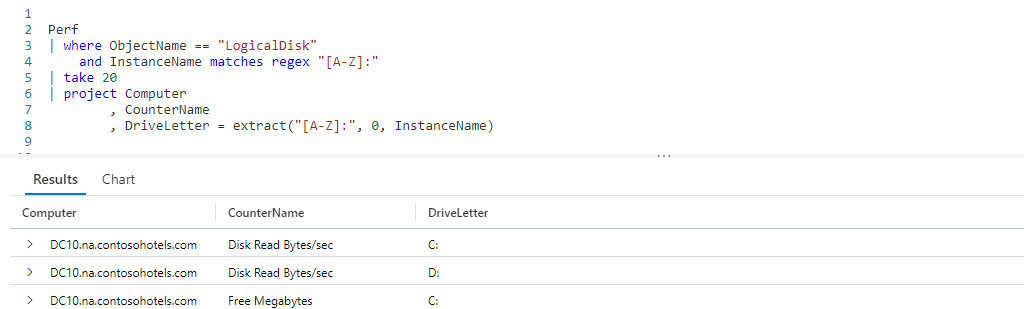 1
2 Perf
3 | where ObjectName == "LogicalDisk"
4     and InstanceName matches regex "[A-Z]:"
5 | take 20
6 | project Computer
7         , CounterName
8         , DriveLetter = extract("[A-Z]:", 0, InstanceName)
9
...
Results Chart
Computer CounterName DriveLetter
> DC10.na.contosohotels.com Disk Read Bytes/sec C:
> DC10.na.contosohotels.com Disk Read Bytes/sec D:
> DC10.na.contosohotels.com Free Megabytes C: